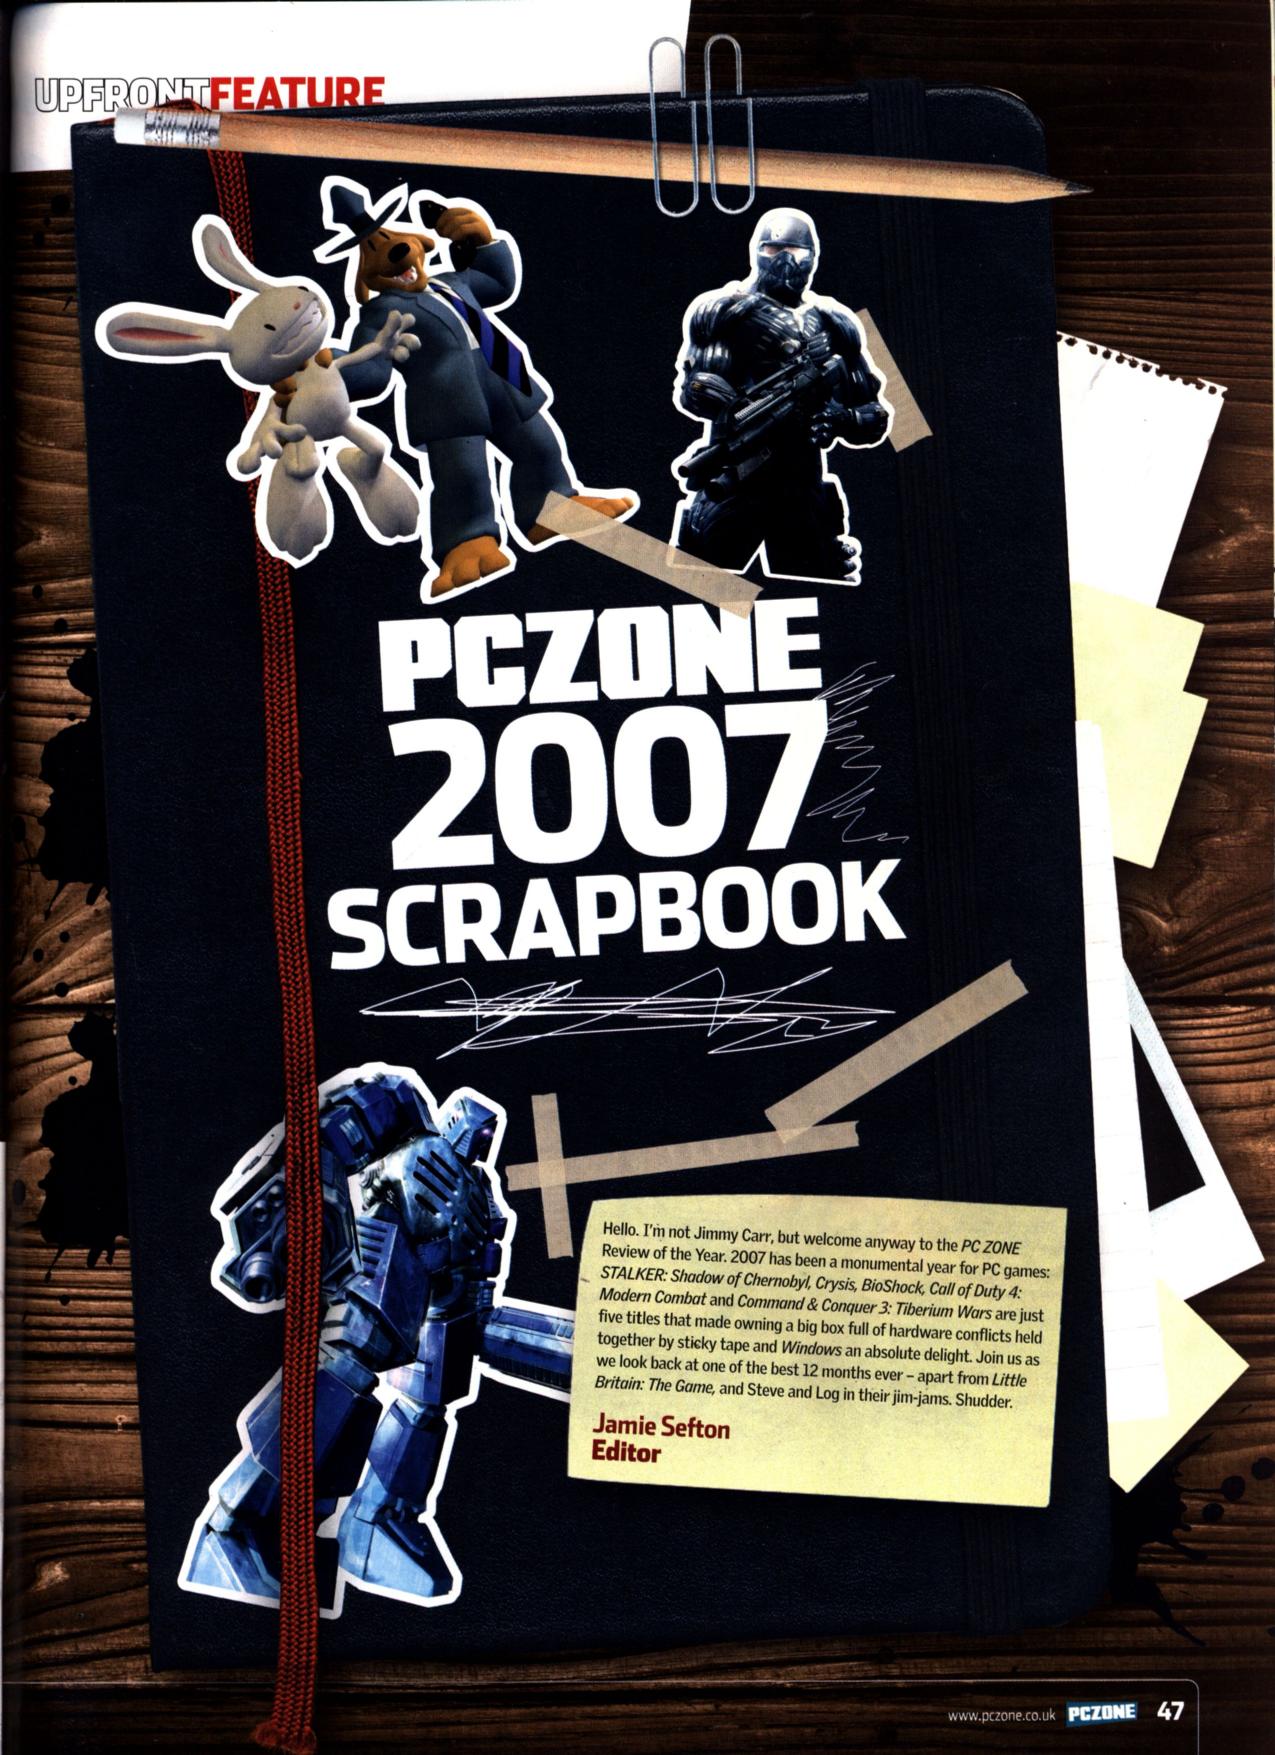 UPFRONTFEATURE
PCZONE
2007
SCRAPBOOK
Hello. I'm not Jimmy Carr, but welcome anyway to the PC ZONE
Review of the Year. 2007 has been a monumental year for PC games:
STALKER: Shadow of Chernobyl, Crysis, BioShock, Call of Duty 4:
Modern Combat and Command & Conquer 3: Tiberium Wars are just
five titles that made owning a big box full of hardware conflicts held
together by sticky tape and Windows an absolute delight. Join us as
we look back at one of the best 12 months ever – apart from Little
Britain: The Game, and Steve and Log in their jim-jams. Shudder.
Jamie Sefton
Editor
www.pczone.co.uk PCZONE 47